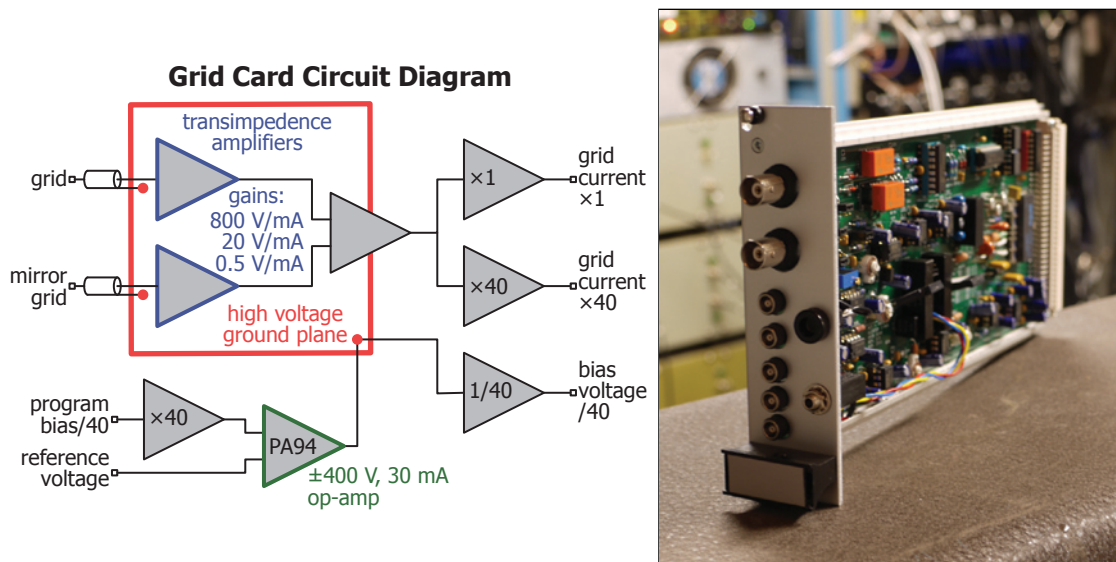 Grid Card Circuit Diagram
transimpedence
amplifiers
grid
gains:
800 V/mA
20 V/mA
0.5 V/mA
mirror
grid
high voltage
ground plane
×1
grid
current
×1
×40
grid
current
×40
1/40
bias
voltage
/40
program
bias/40
×40
reference
voltage
PA94
±400 V, 30 mA
op-amp